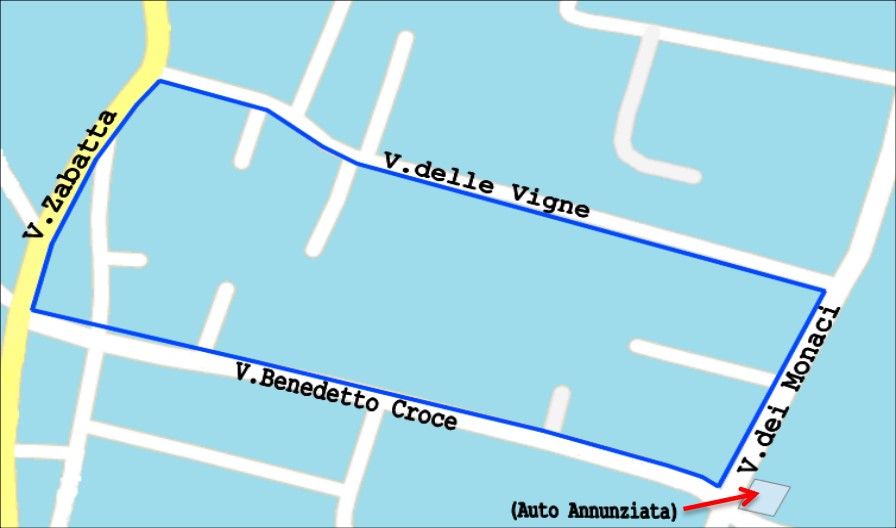 V.Zabatta
V.delle Vigne
V.dei Monaci
V.Benedetto Croce
(Auto Annunziata)